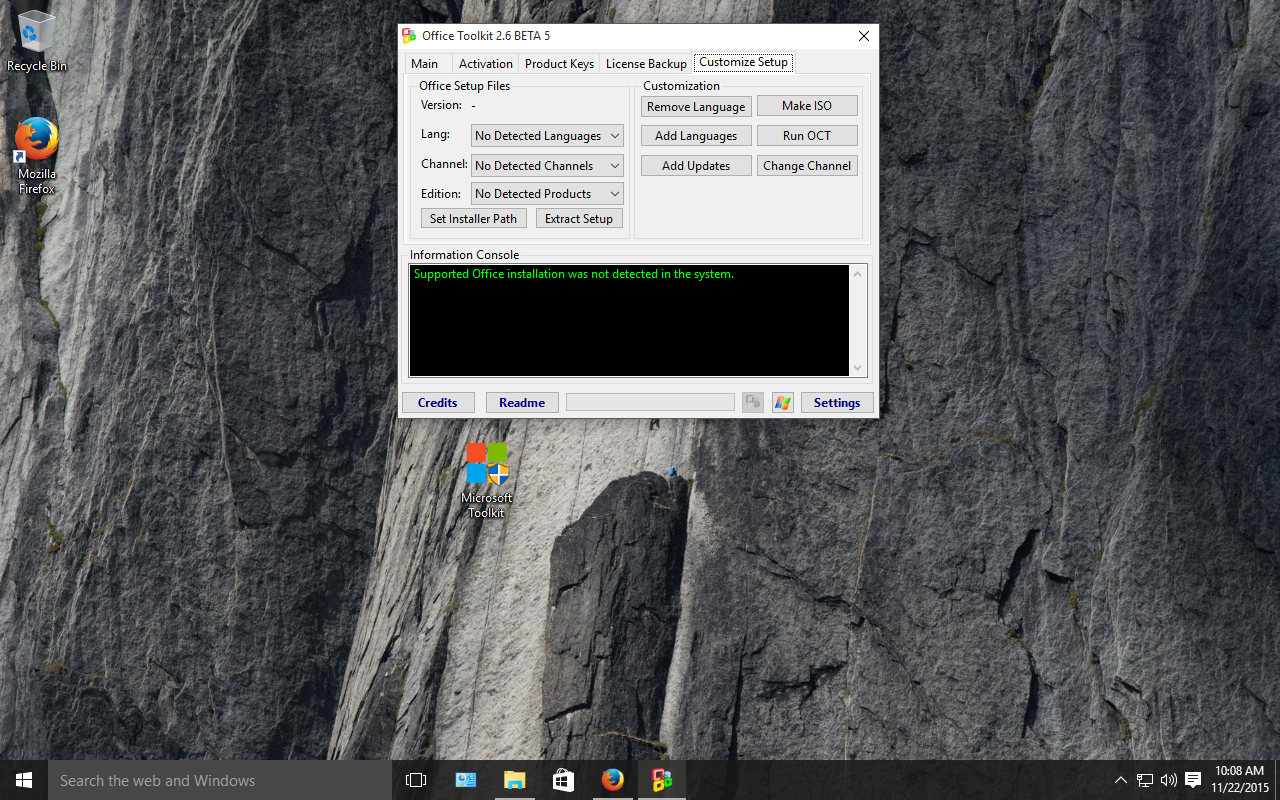 Recycle Bin
Mozilla
Firefox
Office Toolkit 2.6 BETA 5
Main Activation Product Keys License Backup Customize Setup
Office Setup Files
Version: -
Lang: No Detected Languages
Channel: No Detected Channels
Edition: No Detected Products
Set Installer Path Extract Setup
Customization
Remove Language Make ISO
Add Languages Run OCT
Add Updates Change Channel
Information Console
Supported Office installation was not detected in the system.
Credits Readme Settings
Microsoft
Toolkit
Search the web and Windows
10:08 AM
11/22/2015